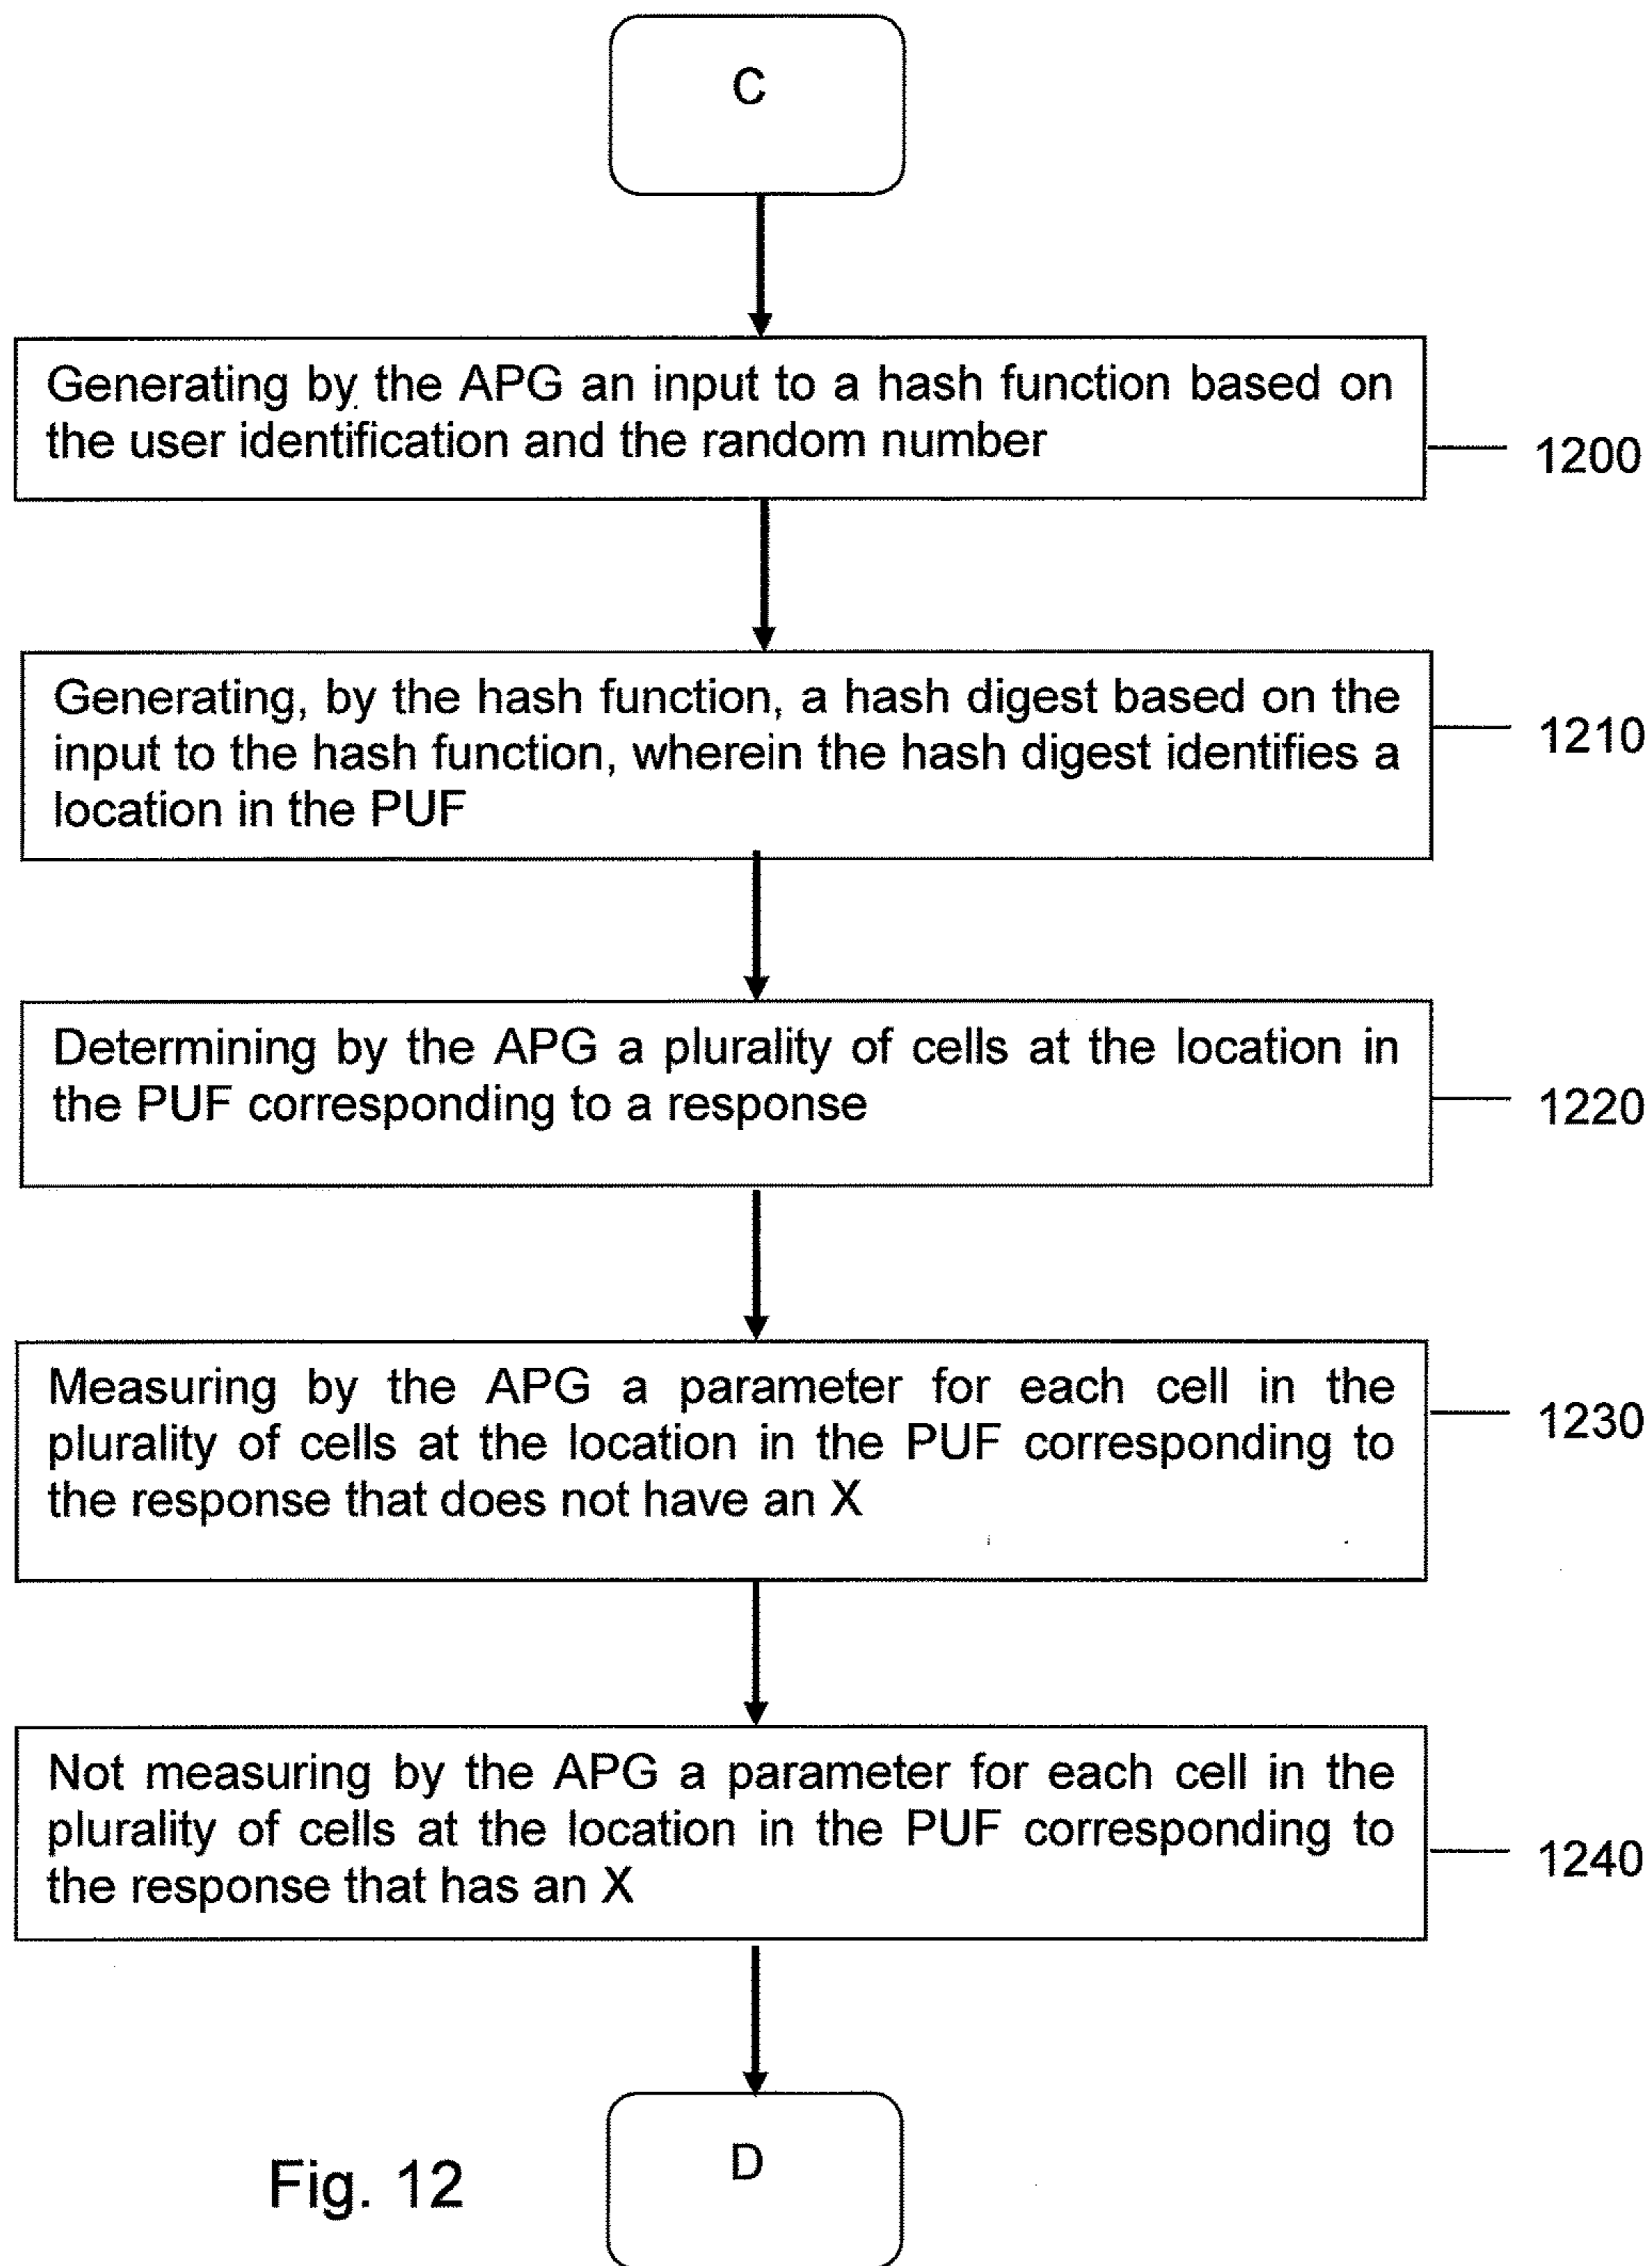 C
Generating by the APG an input to a hash function based on
the user identification and the random number
1200
Generating, by the hash function, a hash digest based on the
input to the hash function, wherein the hash digest identifies a
location in the PUF
1210
Determining by the APG a plurality of cells at the location in
the PUF corresponding to a response
1220
Measuring by the APG a parameter for each cell in the
plurality of cells at the location in the PUF corresponding to
the response that does not have an X
1230
Not measuring by the APG a parameter for each cell in the
plurality of cells at the location in the PUF corresponding to
the response that has an X
1240
D
Fig. 12